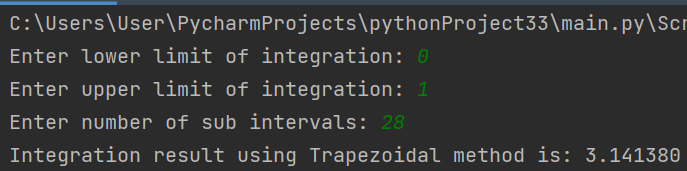 C:\Users\User\PycharmProjects\pythonProject33\main.py\Scr
Enter lower limit of integration: 0
Enter upper limit of integration: 1
Enter number of sub intervals: 28
Integration result using Trapezoidal method is: 3.141380